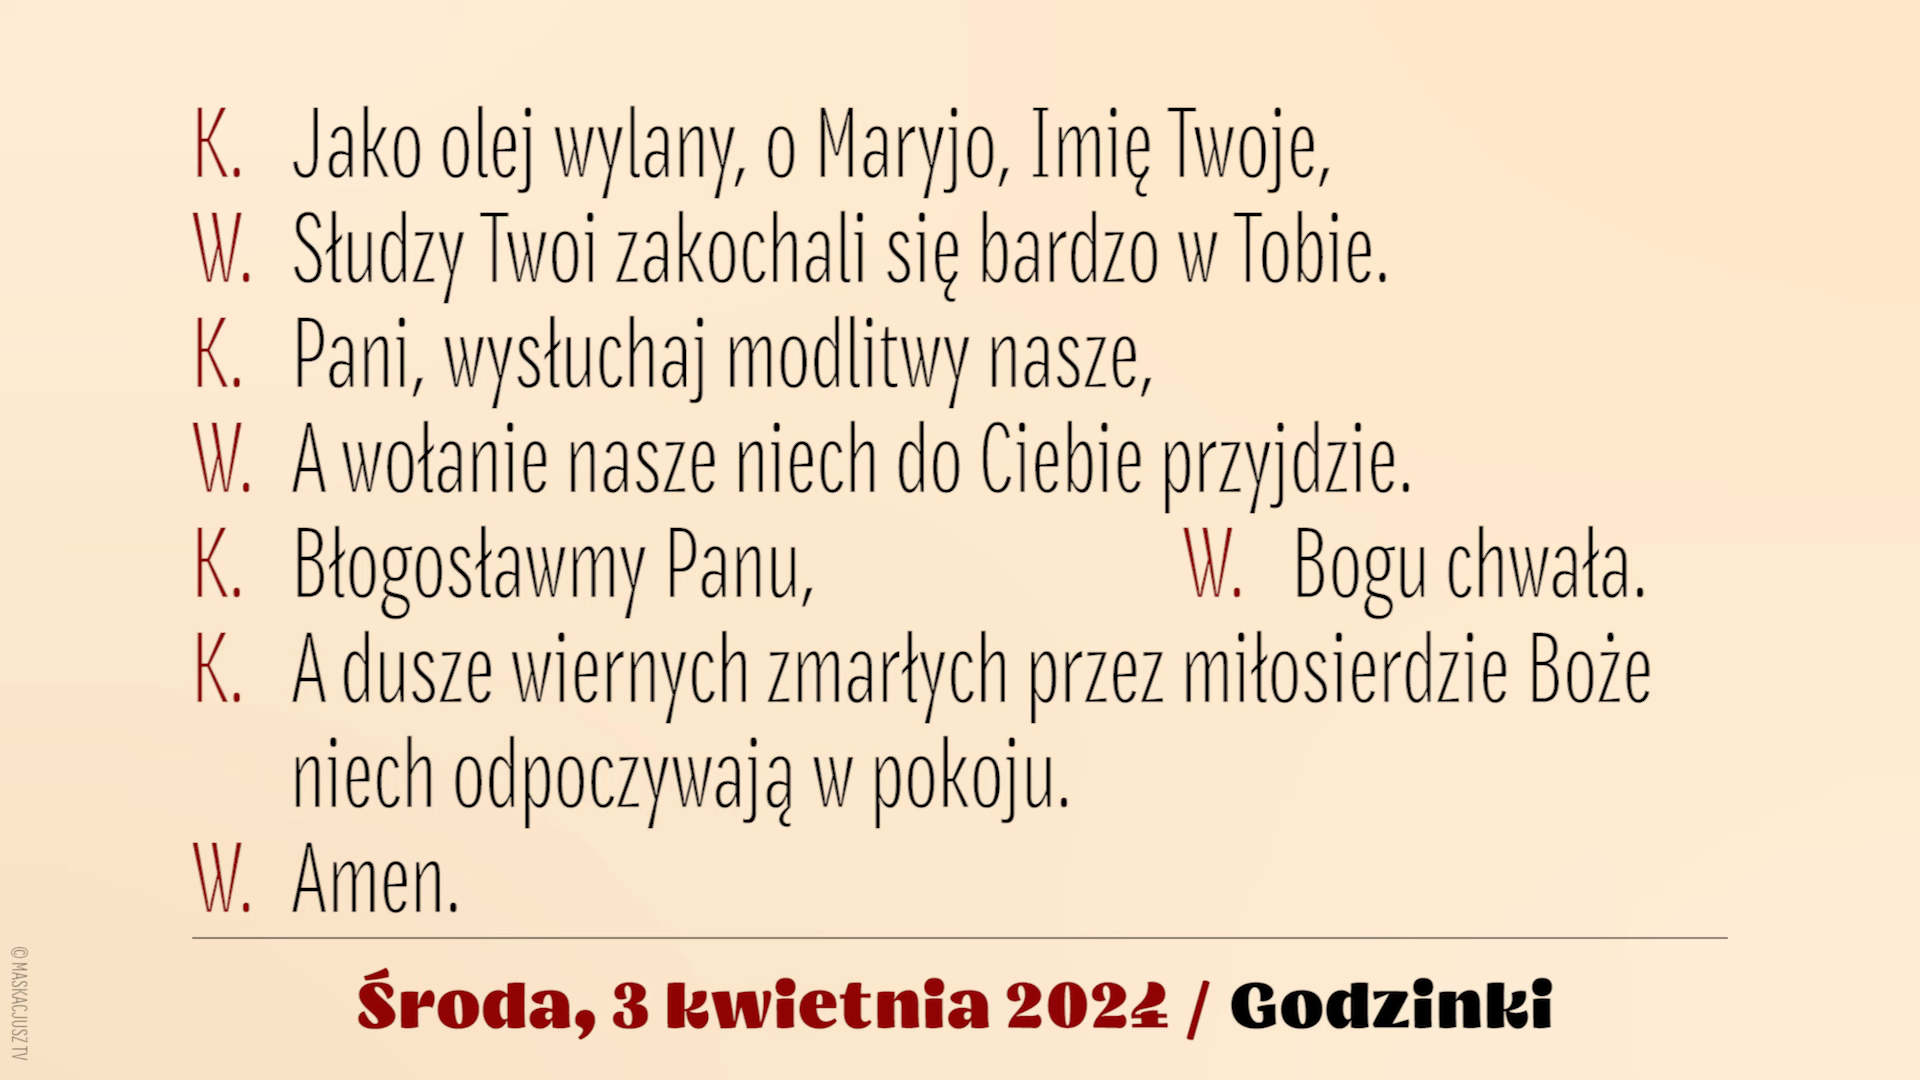 K. Jako olej wylany, o Maryjo, Imię Twoje,
W. Słudzy Twoi zakochali się bardzo w Tobie.
K. Pani, wysłuchaj modlitwy nasze,
W. A wołanie nasze niech do Ciebie przyjdzie.
K. Błogosławmy Panu, W. Bogu chwała.
K. A dusze wiernych zmarłych przez miłosierdzie Boże
niech odpoczywają w pokoju.
W. Amen.
Środa, 3 kwietnia 2024 / Godzinki
© MASKACJUSZ TV